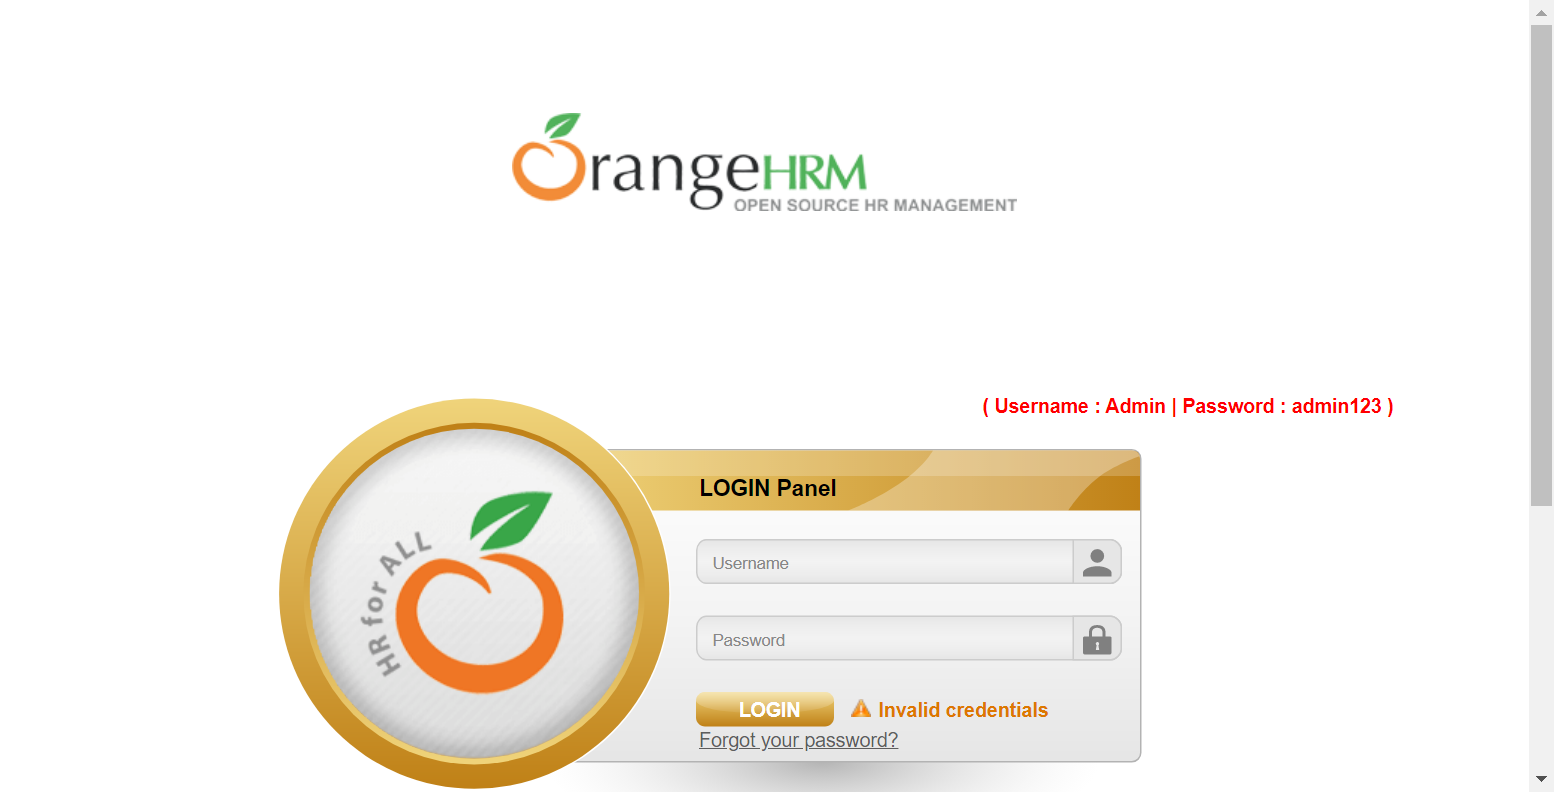 OrangeHRM
OPEN SOURCE HR MANAGEMENT
( Username : Admin | Password : admin123 )
LOGIN Panel
HR for ALL
Username
Password
LOGIN
Invalid credentials
Forgot your password?